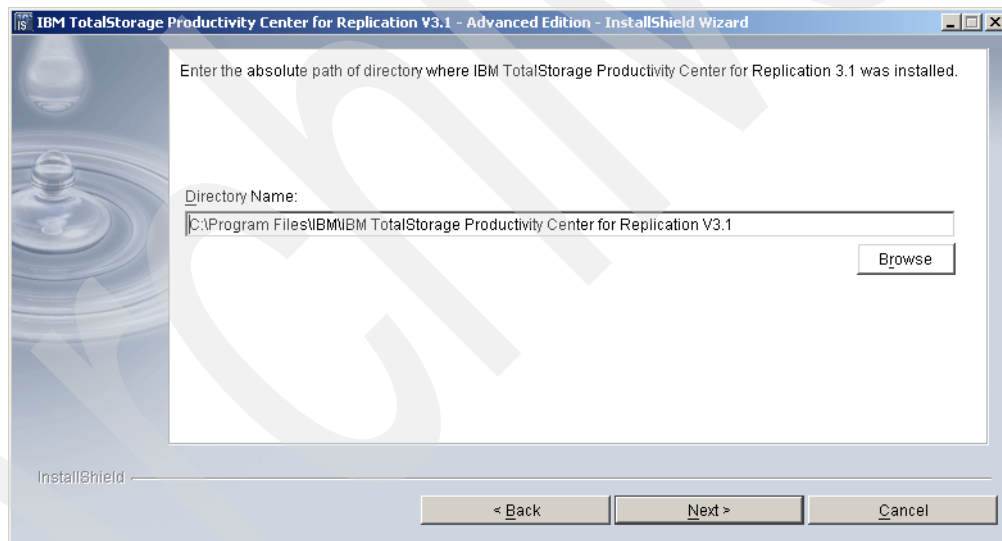 IBM TotalStorage Productivity Center for Replication V3.1 - Advanced Edition - InstallShield Wizard
Enter the absolute path of directory where IBM TotalStorage Productivity Center for Replication 3.1 was installed.
Directory Name:
C:\Program Files\IBM\IBM TotalStorage Productivity Center for Replication V3.1
Browse
InstallShield
< Back
Next >
Cancel